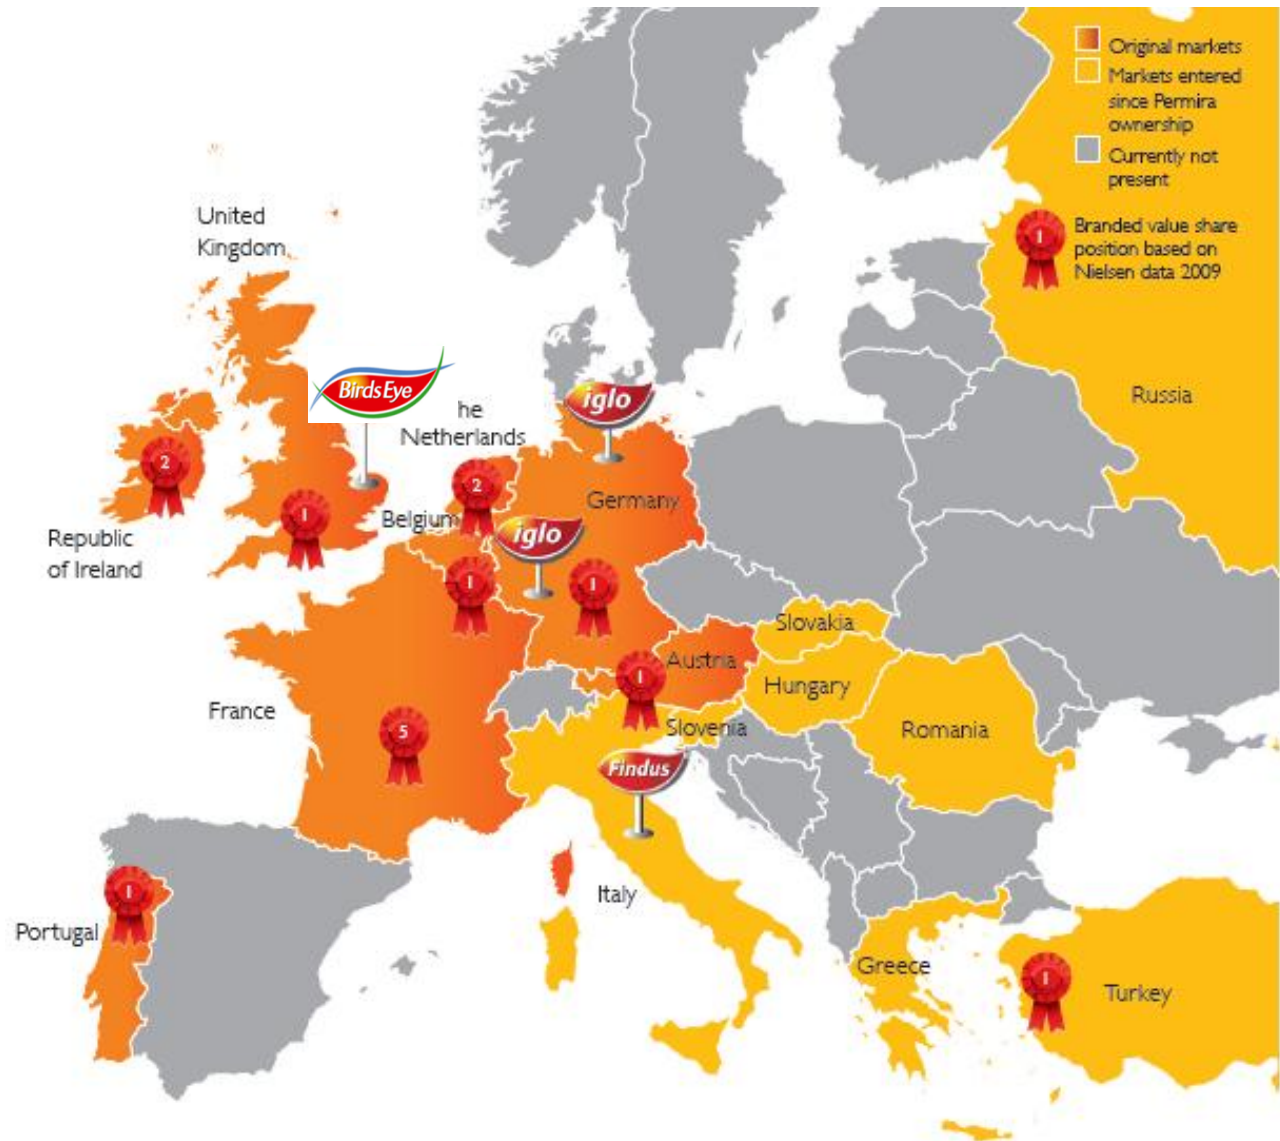 Original markets
Markets entered
since Permira
ownership
Currently not
present
1
Branded value share
position based on
Nielsen data 2009
United
Kingdom
BirdsEye
he
Netherlands
iglo
Russia
2
1
2
Belgium
Germany
iglo
Republic
of Ireland
1
1
Slovakia
Austria
1
Hungary
France
5
Slovenia
Romania
Findus
1
Italy
Portugal
Greece
1
Turkey